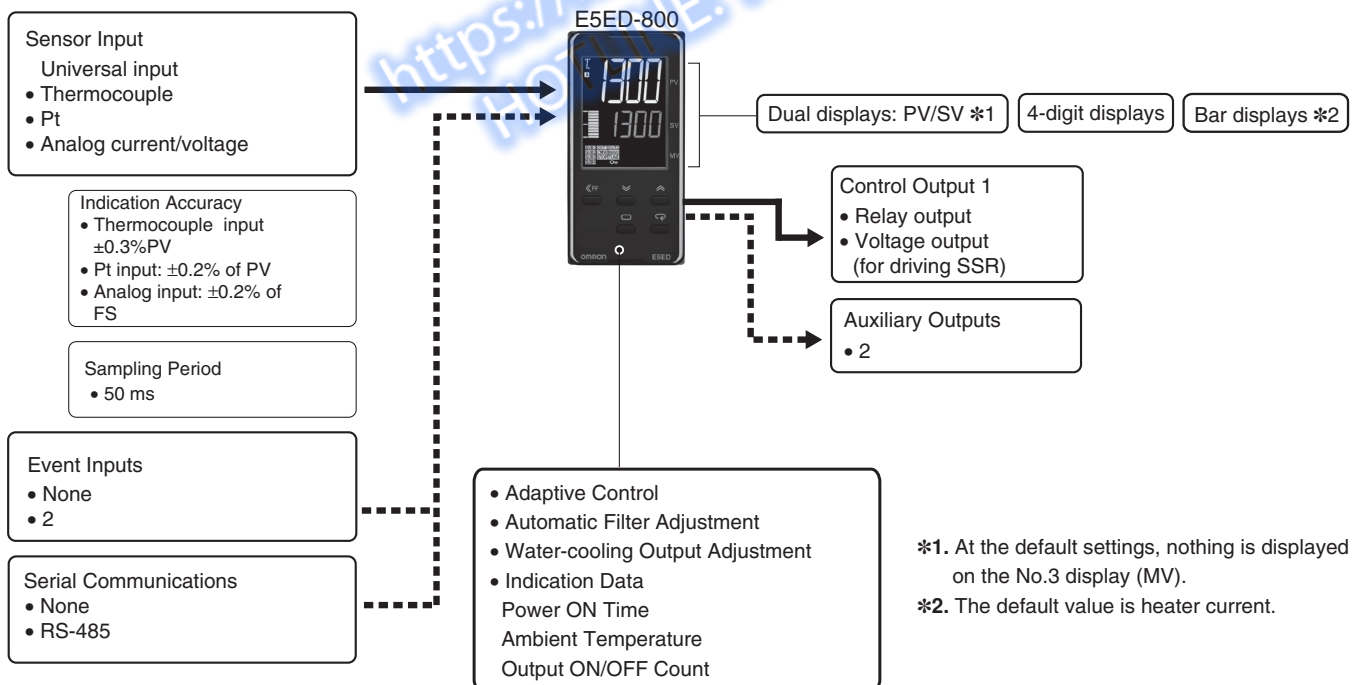 https://
HOTLINE:
E5ED-800
Sensor Input
Universal input
• Thermocouple
• Pt
• Analog current/voltage
Indication Accuracy
• Thermocouple input
±0.3%PV
• Pt input: ±0.2% of PV
• Analog input: ±0.2% of
FS
Sampling Period
• 50 ms
Event Inputs
• None
• 2
Serial Communications
• None
• RS-485
1300
PV
1300
SV
MV
PF
omron
E5ED
Dual displays: PV/SV ✻1
4-digit displays
Bar displays ✻2
Control Output 1
• Relay output
• Voltage output
(for driving SSR)
Auxiliary Outputs
• 2
• Adaptive Control
• Automatic Filter Adjustment
• Water-cooling Output Adjustment
• Indication Data
Power ON Time
Ambient Temperature
Output ON/OFF Count
✻1. At the default settings, nothing is displayed
on the No.3 display (MV).
✻2. The default value is heater current.